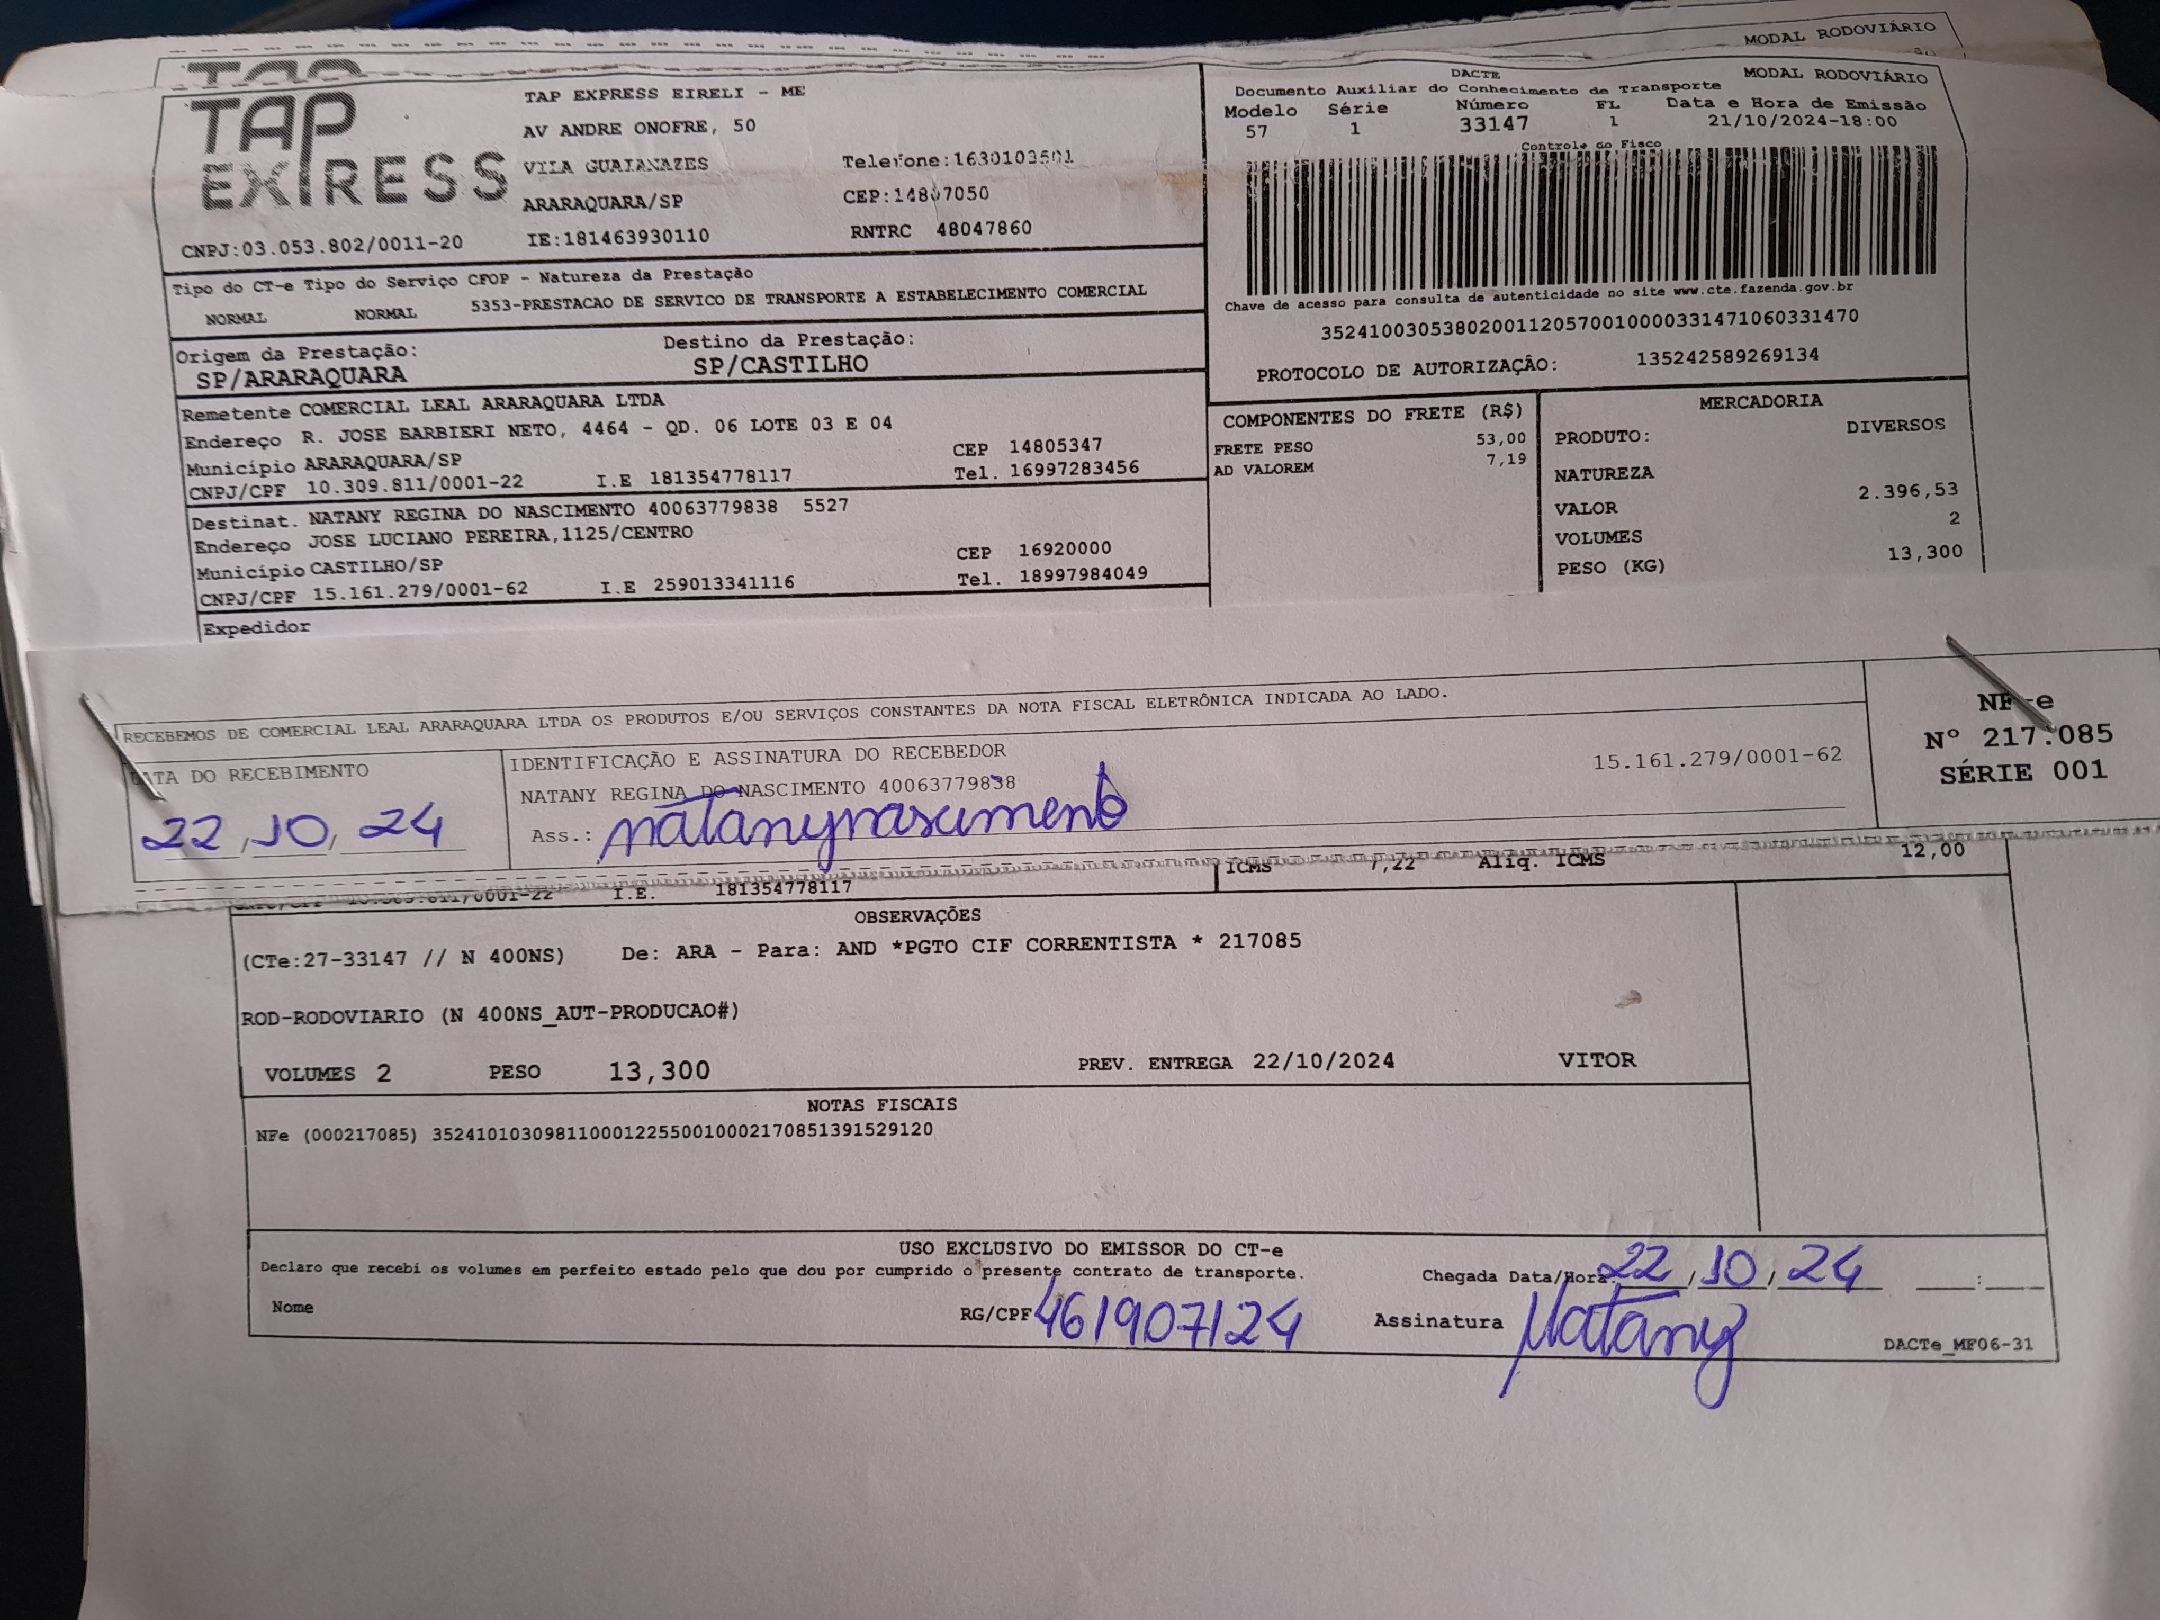 MODAL RODOVIÁRIO
TAP
EXPRESS
TAP EXPRESS EIRELI - ME
AV ANDRE ONOFRE, 50
VILA GUAIANAZES
Telefone:1630103501
ARARAQUARA/SP
CEP:14807050
CNPJ:03.053.802/0011-20
IE:181463930110
RNTRC 48047860
DACTE
MODAL RODOVIÁRIO
Documento Auxiliar do Conhecimento de Transporte
Modelo Série Número FL Data e Hora de Emissão
57 1 33147 1 21/10/2024-18:00
Controle do Fisco
Chave de acesso para consulta de autenticidade no site www.cte.fazenda.gov.br
35241003053802001120570010000331471060331470
PROTOCOLO DE AUTORIZAÇÃO: 135242589269134
Tipo do CT-e Tipo do Serviço CFOP - Natureza da Prestação
NORMAL NORMAL 5353-PRESTACAO DE SERVICO DE TRANSPORTE A ESTABELECIMENTO COMERCIAL
Origem da Prestação: Destino da Prestação:
SP/ARARAQUARA SP/CASTILHO
Remetente COMERCIAL LEAL ARARAQUARA LTDA
Endereço R. JOSE BARBIERI NETO, 4464 - QD. 06 LOTE 03 E 04
Município ARARAQUARA/SP CEP 14805347
CNPJ/CPF 10.309.811/0001-22 I.E 181354778117 Tel. 16997283456
Destinat. NATANY REGINA DO NASCIMENTO 40063779838 5527
Endereço JOSE LUCIANO PEREIRA,1125/CENTRO
Município CASTILHO/SP CEP 16920000
CNPJ/CPF 15.161.279/0001-62 I.E 259013341116 Tel. 18997984049
Expedidor
COMPONENTES DO FRETE (R$)
FRETE PESO 53,00
AD VALOREM 7,19
MERCADORIA
PRODUTO: DIVERSOS
NATUREZA
VALOR 2.396,53
VOLUMES 2
PESO (KG) 13,300
RECEBEMOS DE COMERCIAL LEAL ARARAQUARA LTDA OS PRODUTOS E/OU SERVIÇOS CONSTANTES DA NOTA FISCAL ELETRÔNICA INDICADA AO LADO.
DATA DO RECEBIMENTO
22,10,24
IDENTIFICAÇÃO E ASSINATURA DO RECEBEDOR
NATANY REGINA DO NASCIMENTO 40063779838
15.161.279/0001-62
Ass.: natanynascimento
NF-e
Nº 217.085
SÉRIE 001
CNPJ/CPF 10.309.811/0001-22 I.E. 181354778117
ICMS 7,22 Aliq. ICMS 12,00
OBSERVAÇÕES
(CTe:27-33147 // N 400NS) De: ARA - Para: AND *PGTO CIF CORRENTISTA * 217085
ROD-RODOVIARIO (N 400NS_AUT-PRODUCAO#)
VOLUMES 2 PESO 13,300 PREV. ENTREGA 22/10/2024 VITOR
NOTAS FISCAIS
NFe (000217085) 35241010309811000122550010002170851391529120
USO EXCLUSIVO DO EMISSOR DO CT-e
Declaro que recebi os volumes em perfeito estado pelo que dou por cumprido o presente contrato de transporte.
Chegada Data/Hora 22/10/24 :
Nome RG/CPF 461907124 Assinatura Natany
DACTe_MF06-31